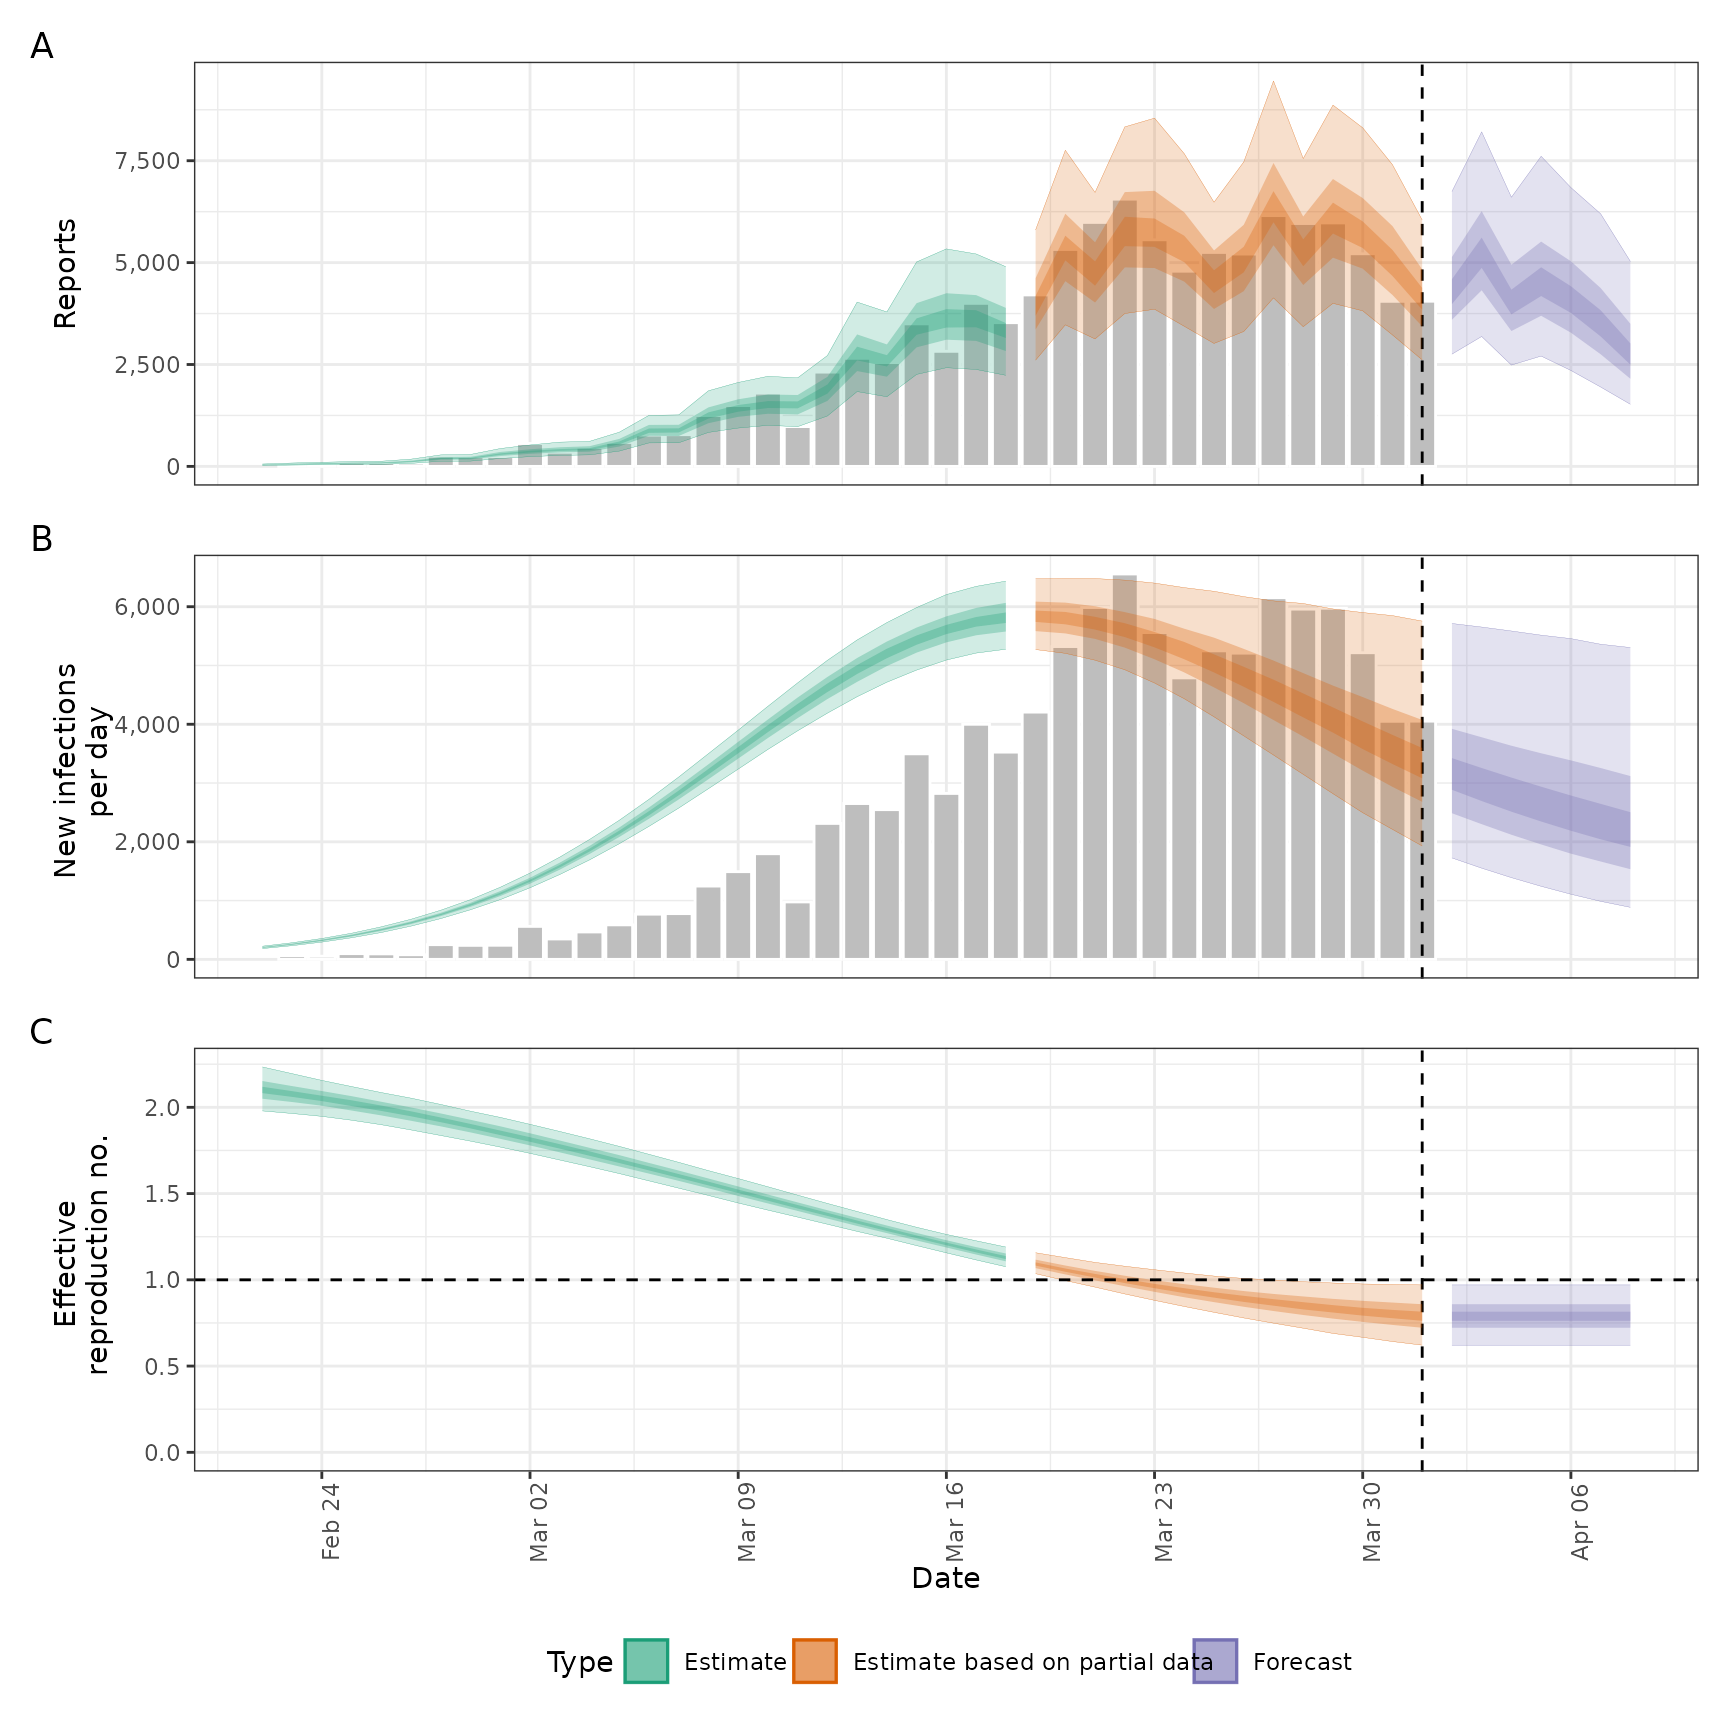 A
7,500
5,000
2,500
0
Reports
B
6,000
4,000
2,000
0
New infections
per day
C
2.0
1.5
1.0
0.5
0.0
Effective
reproduction no.
Feb 24
Mar 02
Mar 09
Mar 16
Mar 23
Mar 30
Apr 06
Date
Type Estimate Estimate based on partial data Forecast